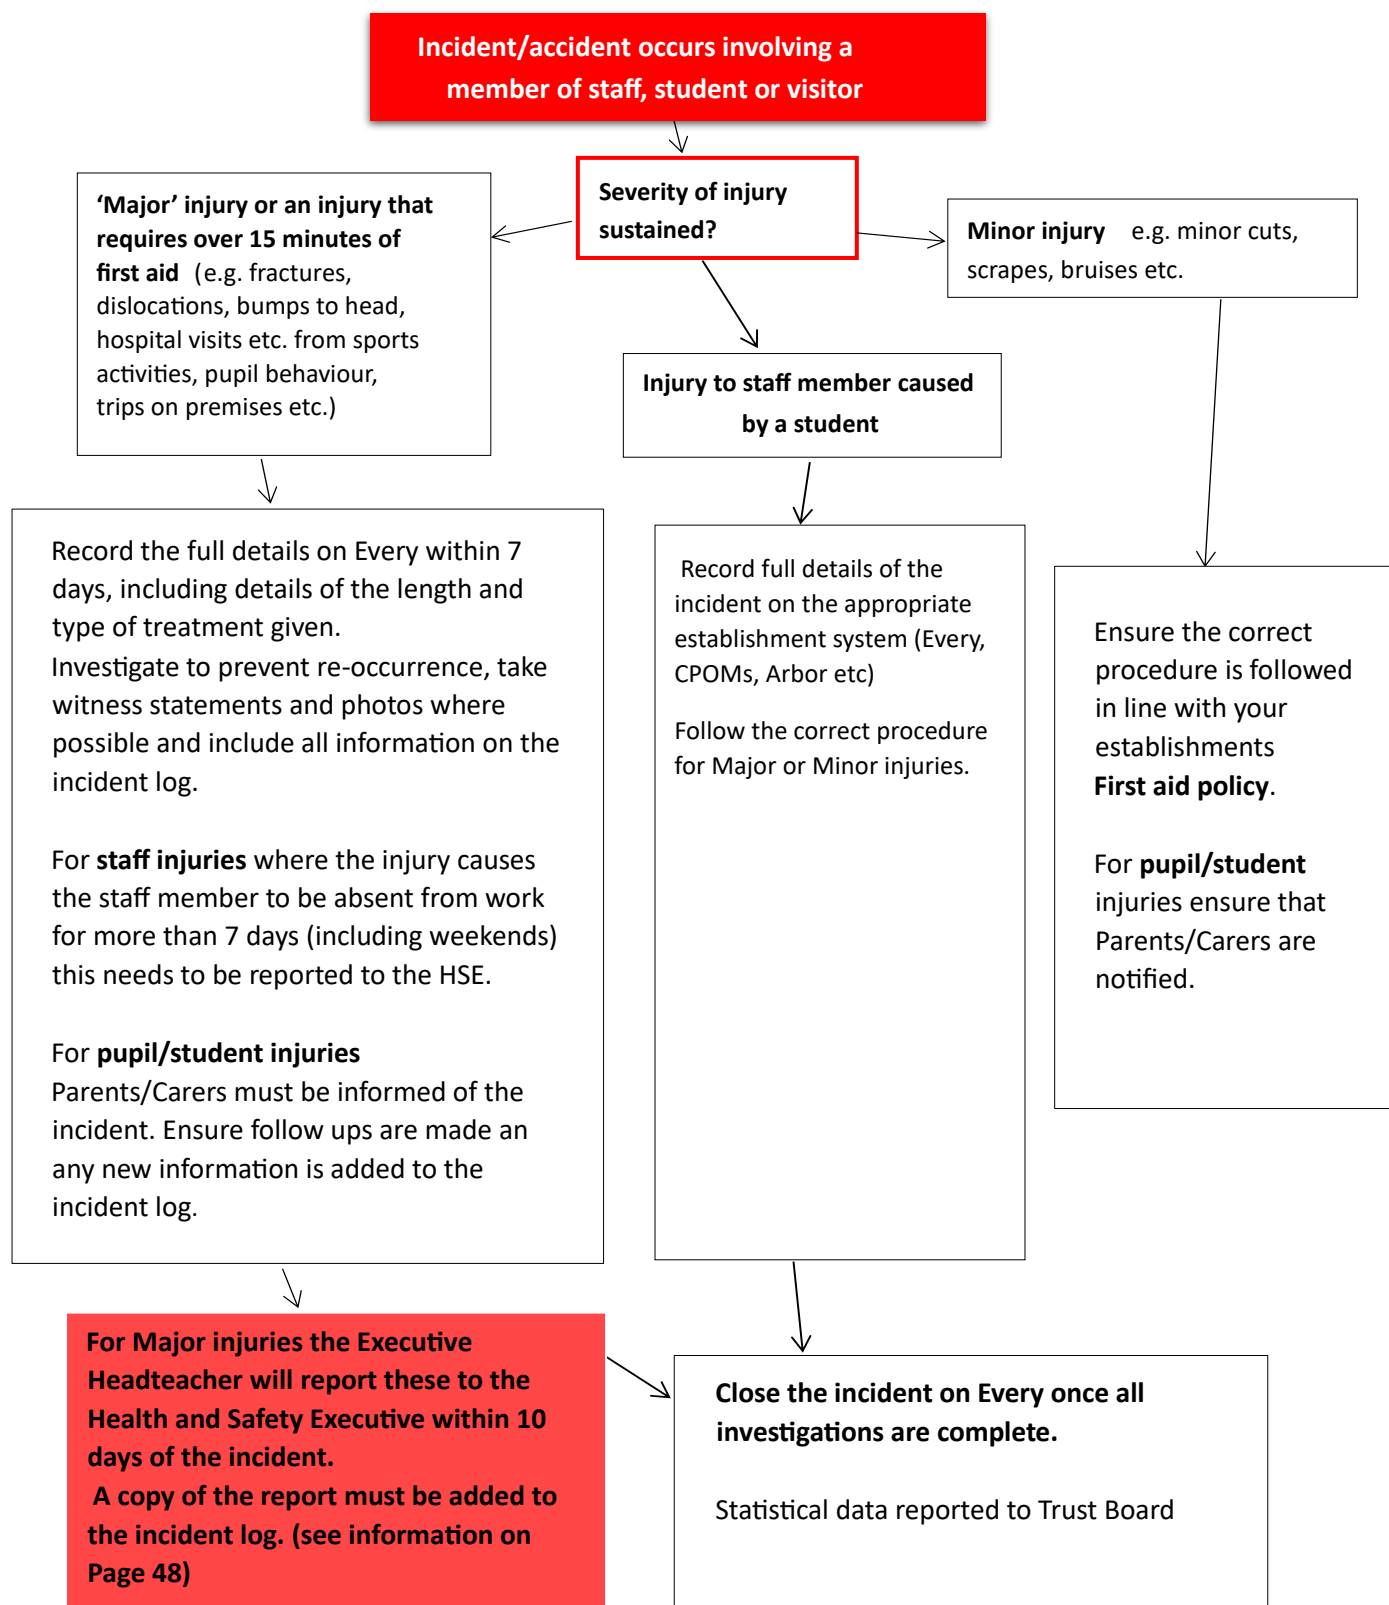 Incident/accident occurs involving a
member of staff, student or visitor
Severity of injury
sustained?
‘Major’ injury or an injury that
requires over 15 minutes of
first aid (e.g. fractures,
dislocations, bumps to head,
hospital visits etc. from sports
activities, pupil behaviour,
trips on premises etc.)
Minor injury e.g. minor cuts,
scrapes, bruises etc.
Injury to staff member caused
by a student
Record the full details on Every within 7
days, including details of the length and
type of treatment given.
Investigate to prevent re-occurrence, take
witness statements and photos where
possible and include all information on the
incident log.
For staff injuries where the injury causes
the staff member to be absent from work
for more than 7 days (including weekends)
this needs to be reported to the HSE.
For pupil/student injuries
Parents/Carers must be informed of the
incident. Ensure follow ups are made an
any new information is added to the
incident log.
Record full details of the
incident on the appropriate
establishment system (Every,
CPOMs, Arbor etc)
Follow the correct procedure
for Major or Minor injuries.
Ensure the correct
procedure is followed
in line with your
establishments
First aid policy.
For pupil/student
injuries ensure that
Parents/Carers are
notified.
For Major injuries the Executive
Headteacher will report these to the
Health and Safety Executive within 10
days of the incident.
A copy of the report must be added to
the incident log. (see information on
Page 48)
Close the incident on Every once all
investigations are complete.
Statistical data reported to Trust Board